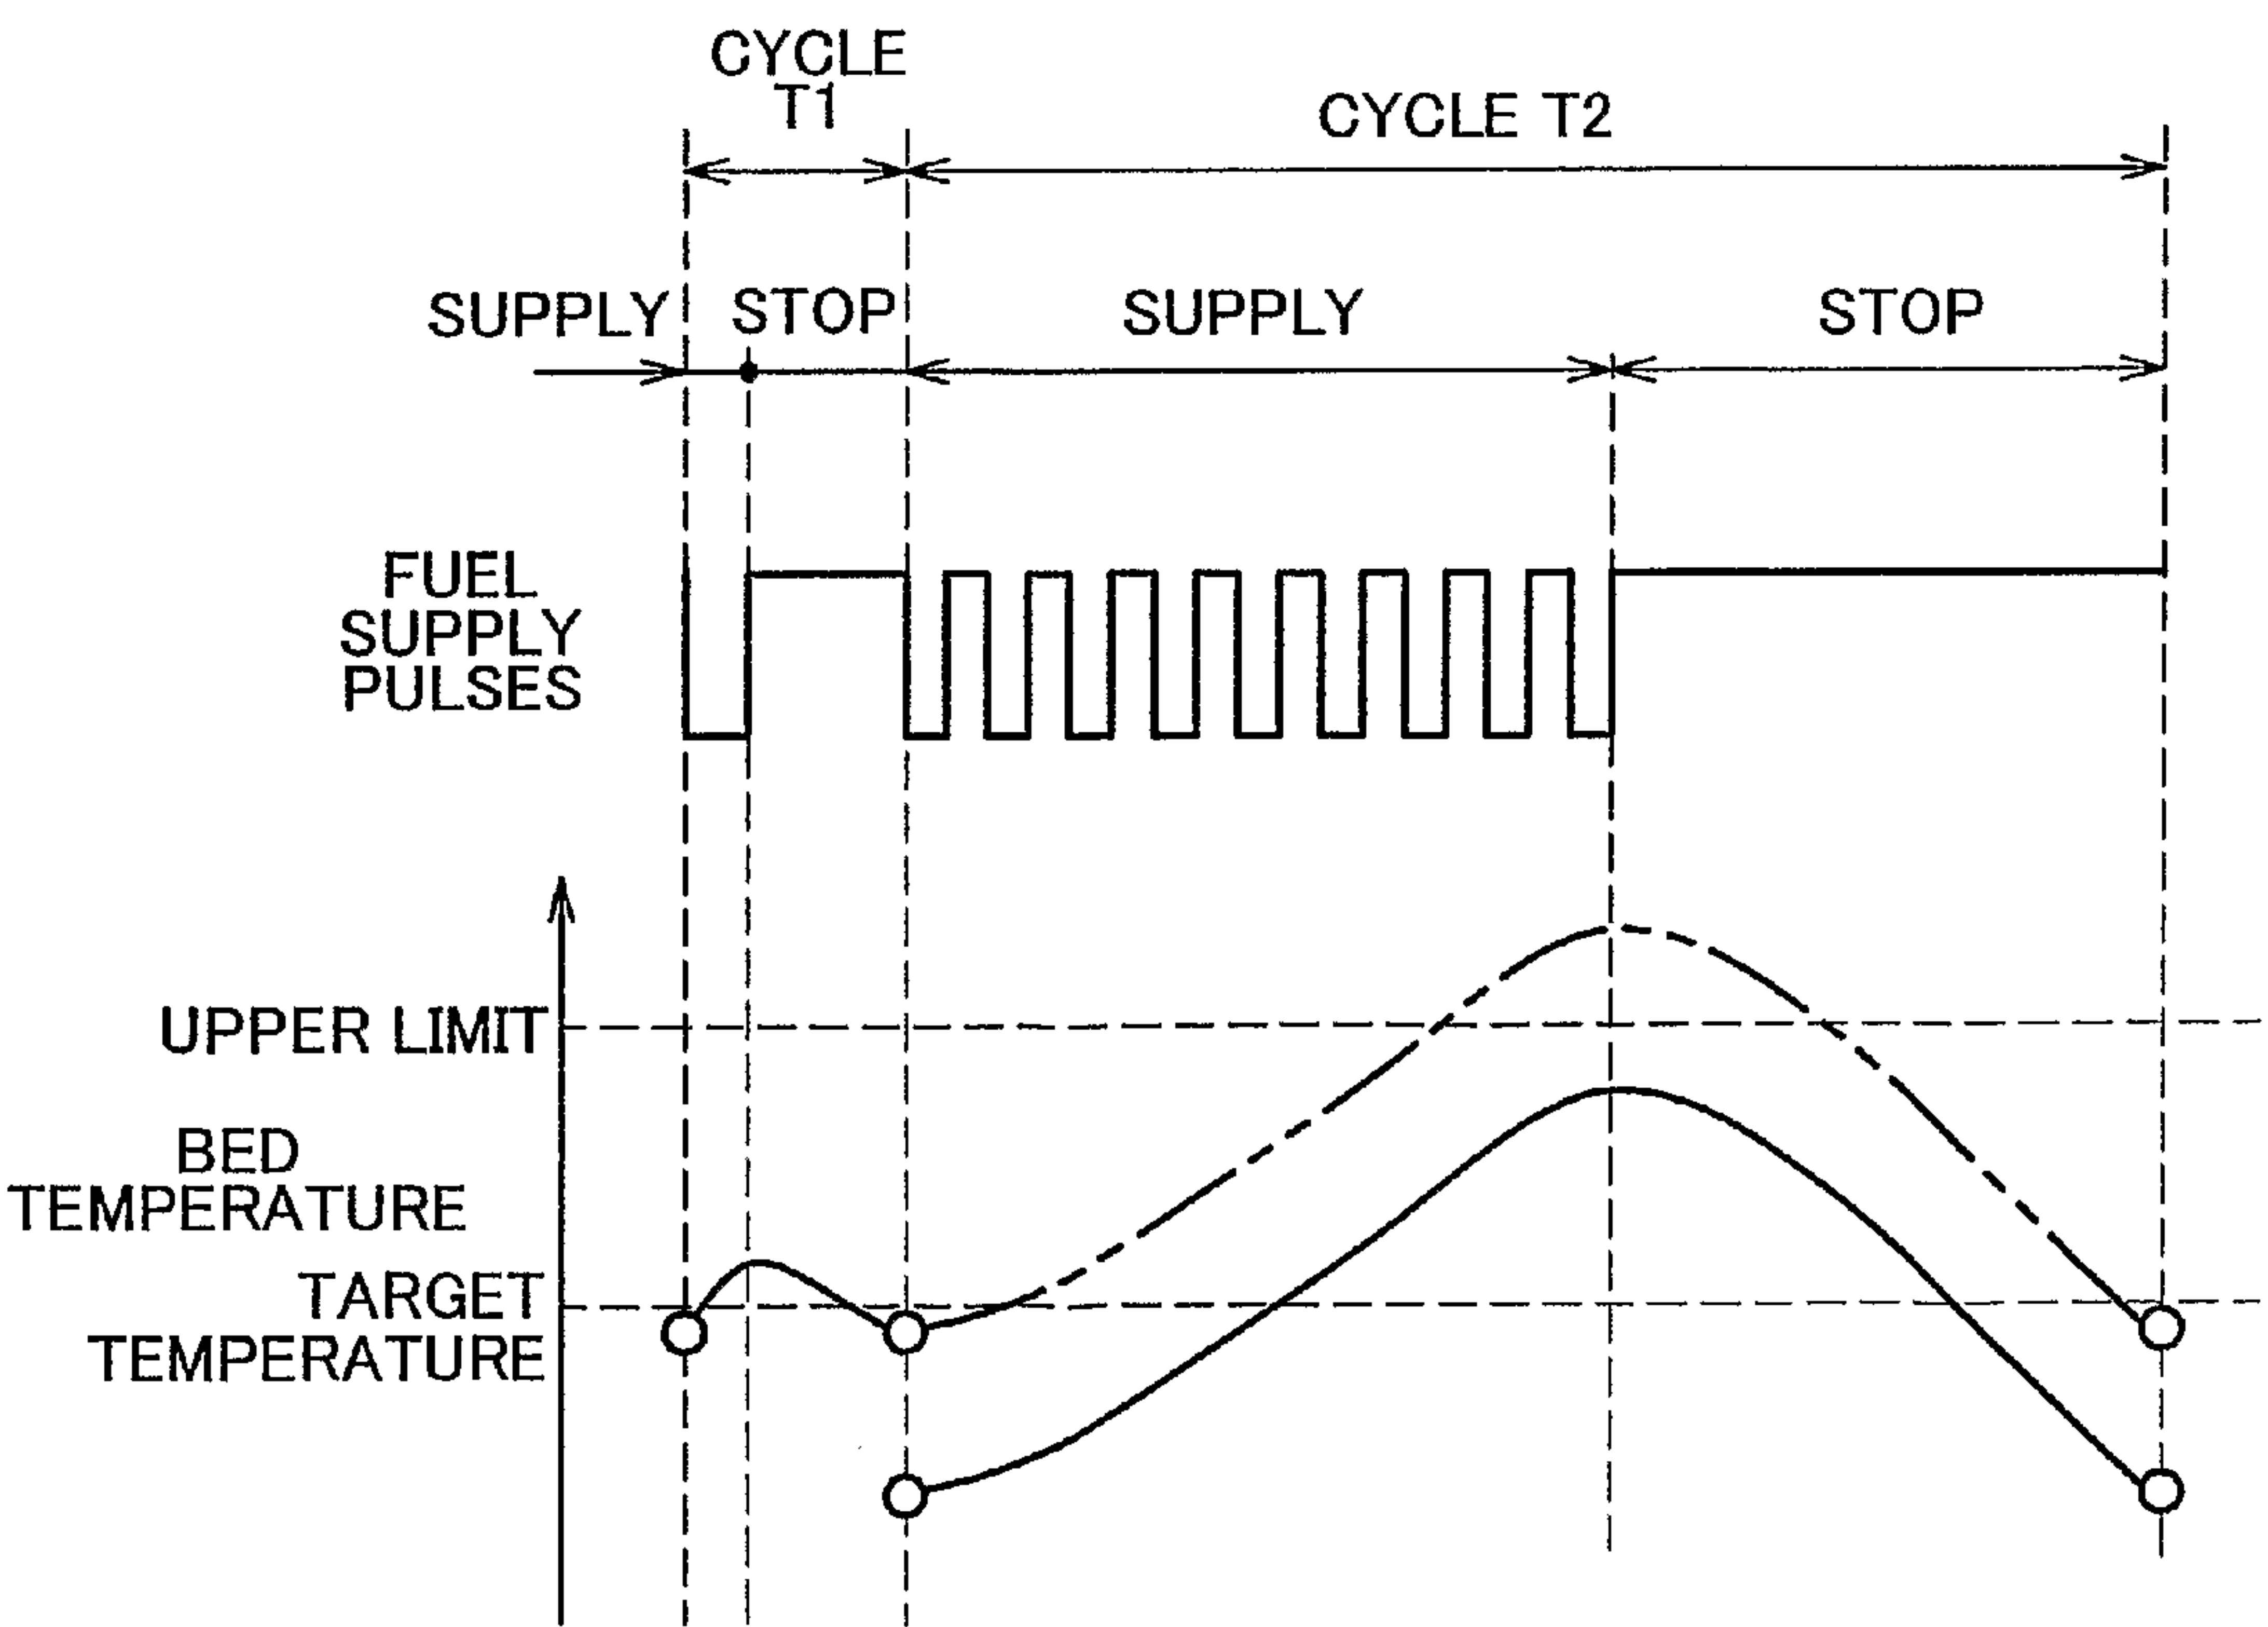 CYCLE
T1
CYCLE T2
SUPPLY
STOP
SUPPLY
STOP
FUEL
SUPPLY
PULSES
UPPER LIMIT
BED
TEMPERATURE
TARGET
TEMPERATURE